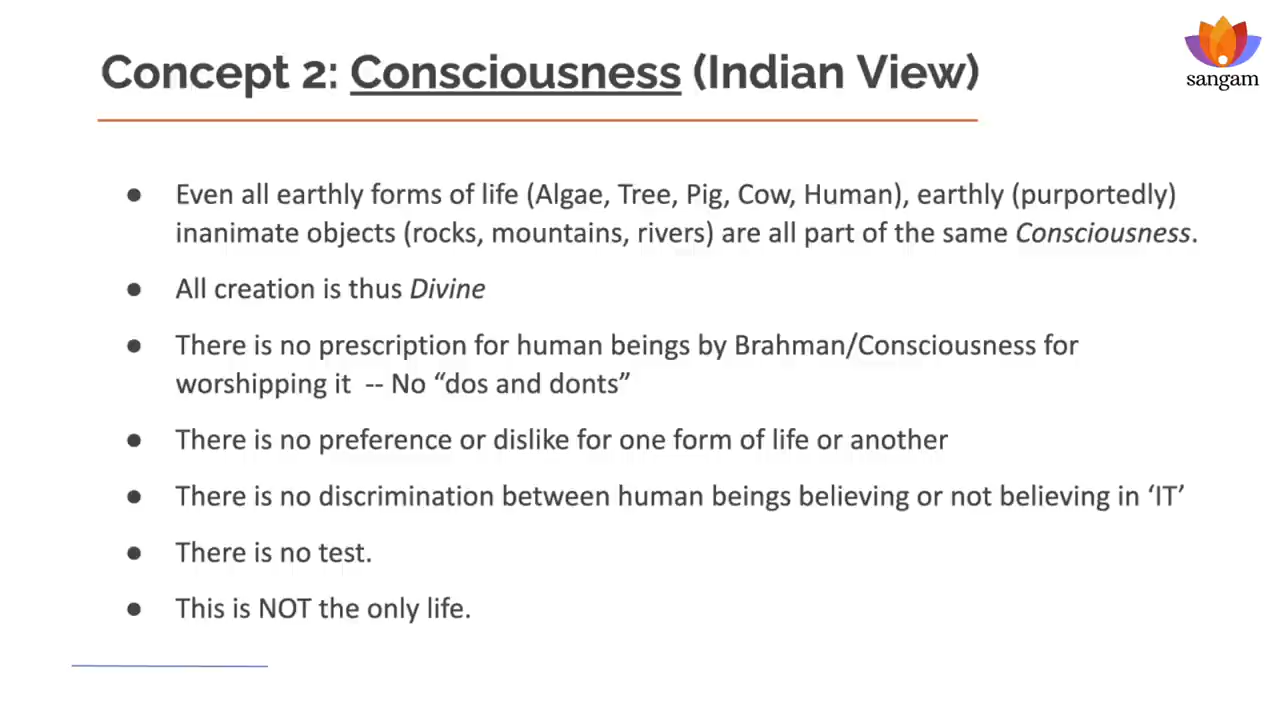 Concept 2: Consciousness (Indian View)
sangam
● Even all earthly forms of life (Algae, Tree, Pig, Cow, Human), earthly (purportedly)
inanimate objects (rocks, mountains, rivers) are all part of the same Consciousness.
● All creation is thus Divine
● There is no prescription for human beings by Brahman/Consciousness for
worshipping it -- No “dos and donts”
● There is no preference or dislike for one form of life or another
● There is no discrimination between human beings believing or not believing in ‘IT’
● There is no test.
● This is NOT the only life.